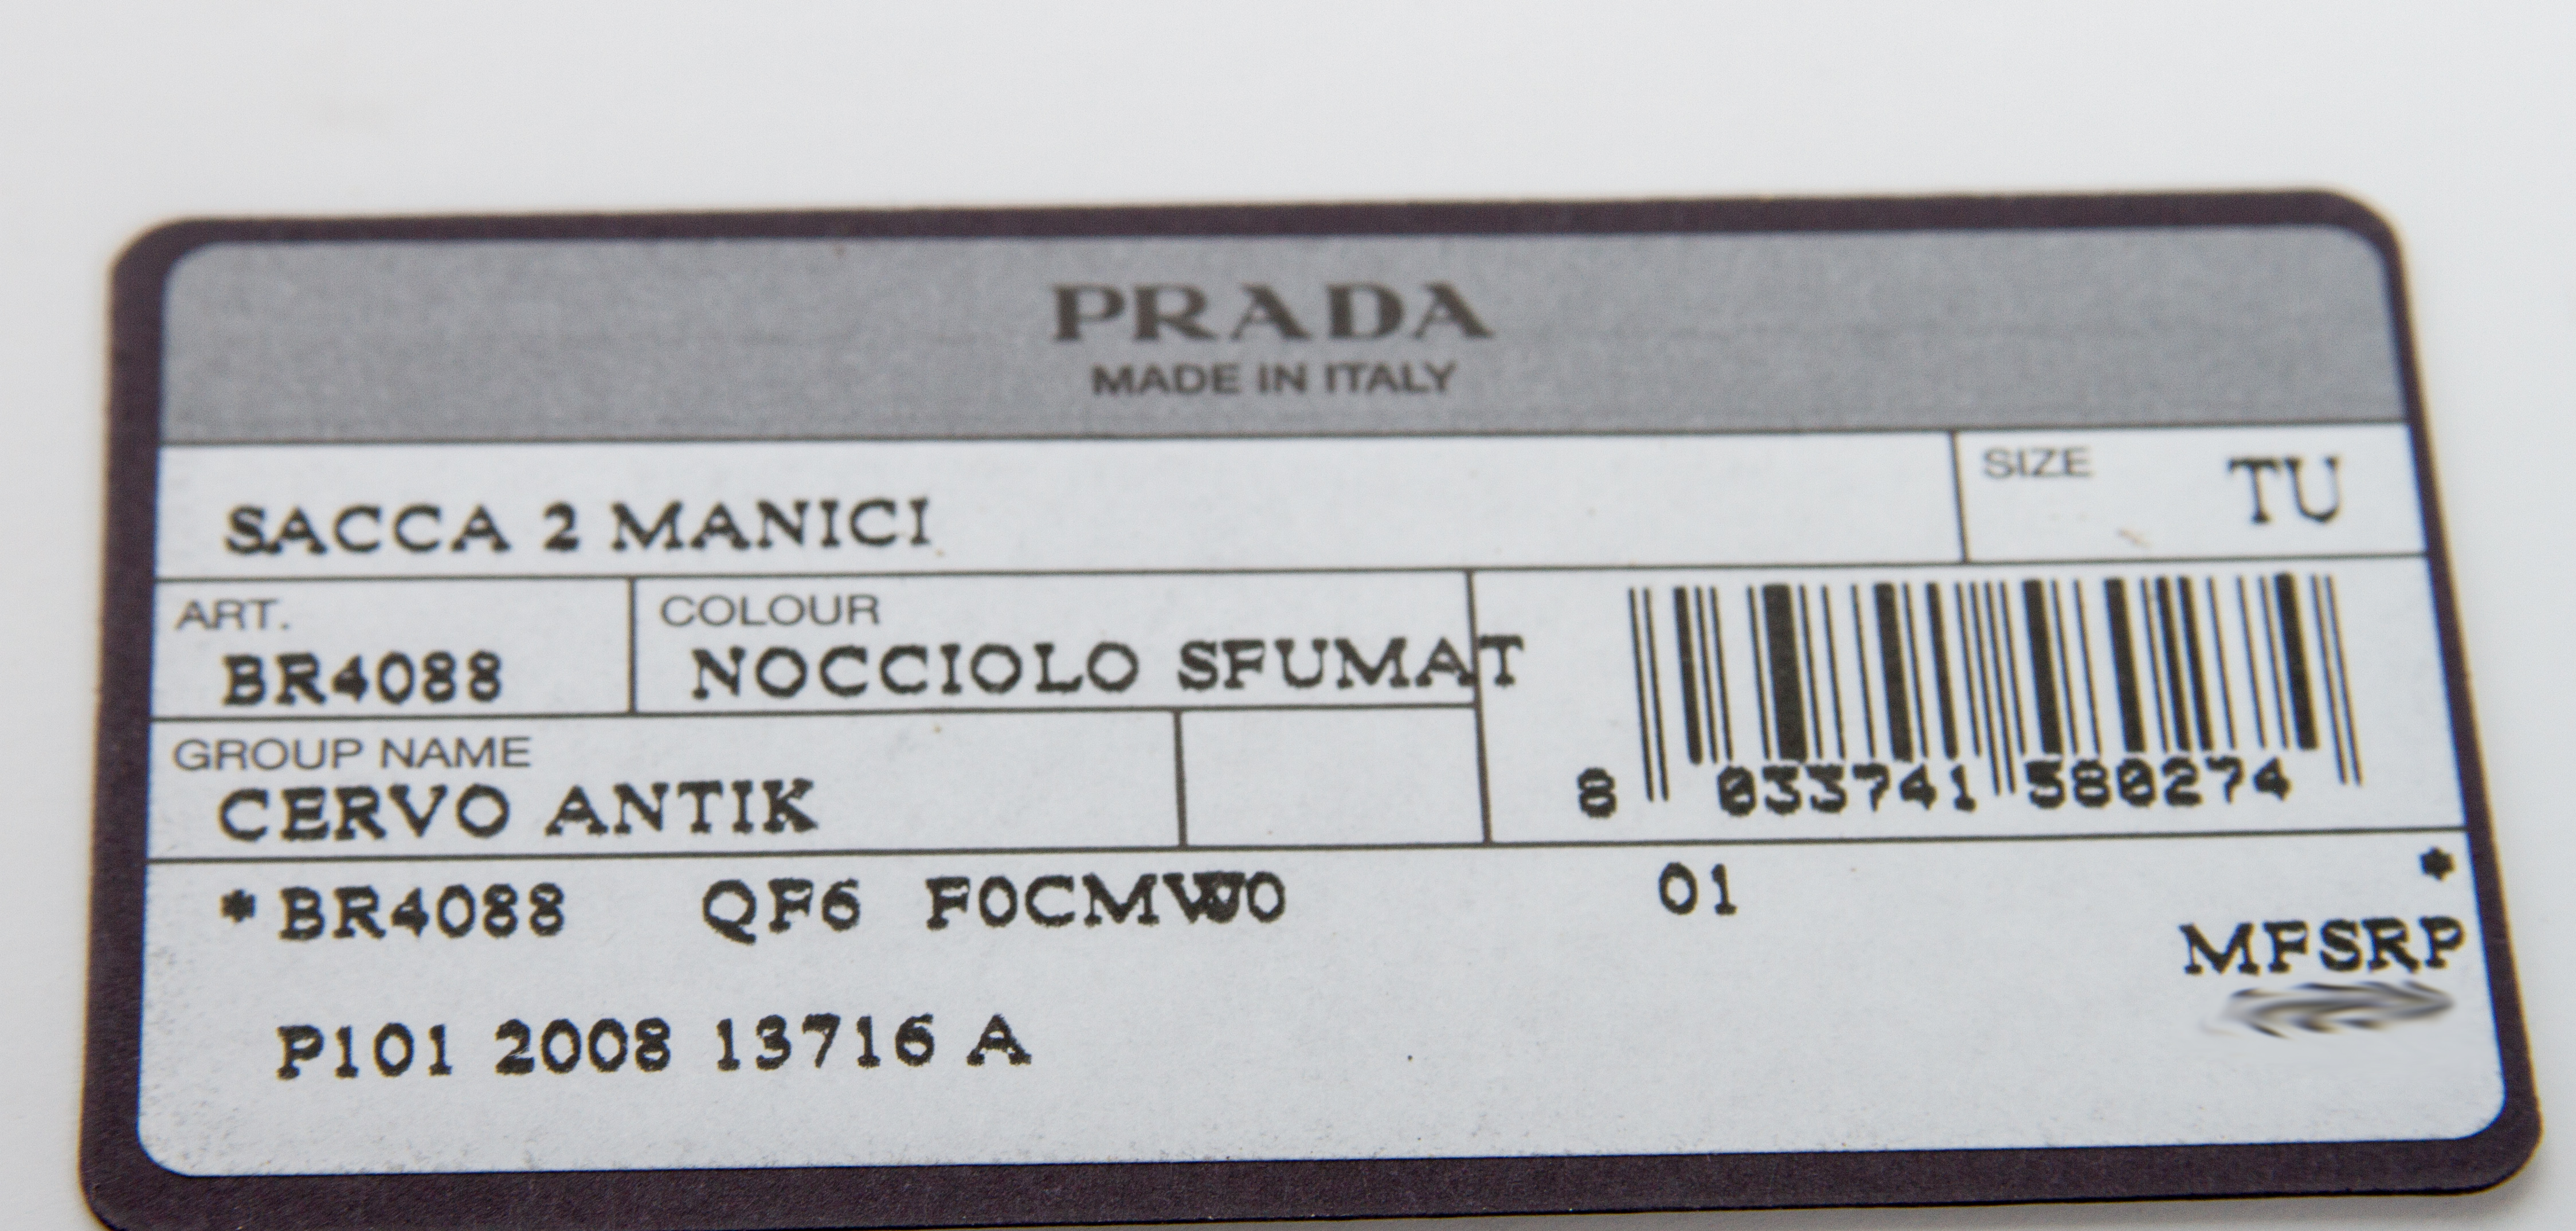 PRADA
MADE IN ITALY
SACCA 2 MANICI
SIZE TU
ART.
BR4088
COLOUR
NOCCIOLO SFUMAT
GROUP NAME
CERVO ANTIK
8 033741 580274
*BR4088 QF6 F0CMW0 01 *
MFSRP
P101 2008 13716 A